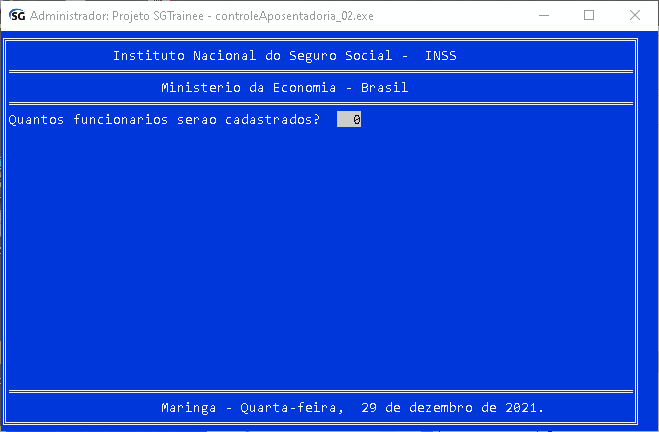 SG Administrador: Projeto SGTrainee - controleAposentadoria_02.exe
Instituto Nacional do Seguro Social - INSS
Ministerio da Economia - Brasil
Quantos funcionarios serao cadastrados? 0
Maringa - Quarta-feira, 29 de dezembro de 2021.